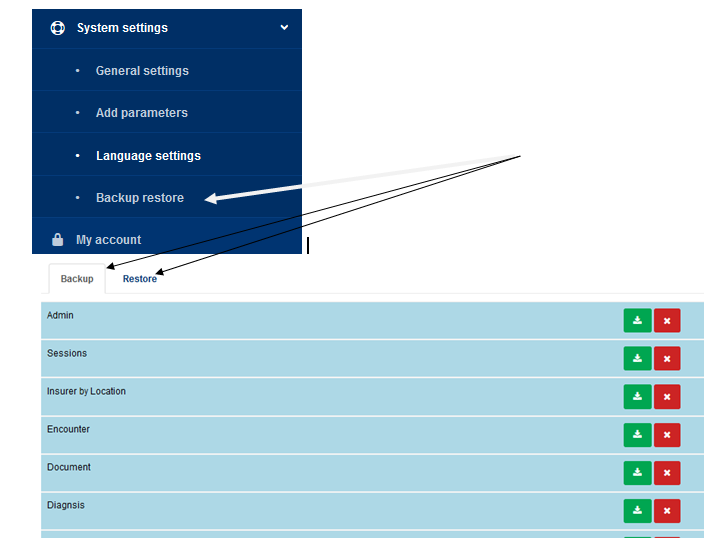 System settings
General settings
Add parameters
Language settings
Backup restore
My account
Backup Restore
Admin
Sessions
Insurer by Location
Encounter
Document
Diagnsis